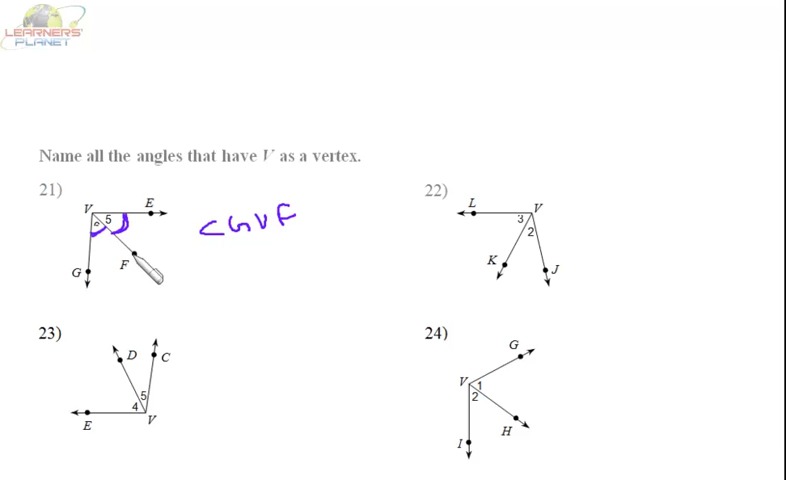 LEARNERS'
PLANET
Name all the angles that have V as a vertex.
21)
V
E
5
G
F
<GVF
22)
L
V
3
2
K
J
23)
D
C
5
4
E
V
24)
G
V
1
2
H
I